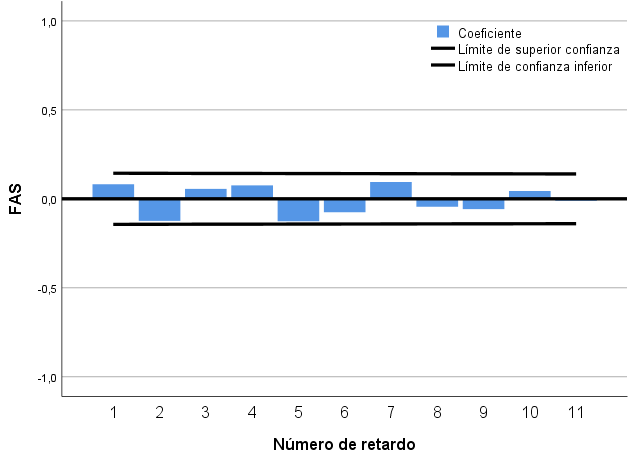 1,0
Coeficiente
Límite de superior confianza
Límite de confianza inferior
0,5
FAS
0,0
-0,5
-1,0
1 2 3 4 5 6 7 8 9 10 11
Número de retardo